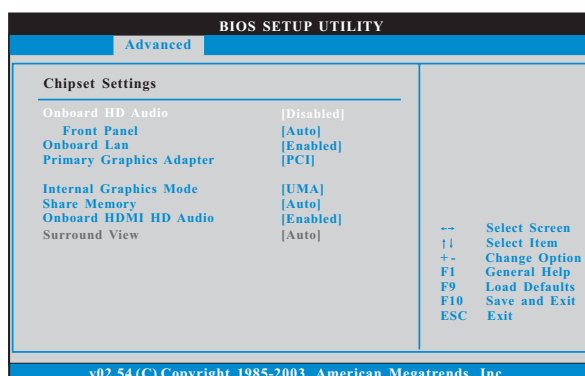 BIOS SETUP UTILITY
Advanced
Chipset Settings
Onboard HD Audio [Disabled]
Front Panel [Auto]
Onboard Lan [Enabled]
Primary Graphics Adapter [PCI]
Internal Graphics Mode [UMA]
Share Memory [Auto]
Onboard HDMI HD Audio [Enabled]
Surround View [Auto]
←→ Select Screen
↑↓ Select Item
+- Change Option
F1 General Help
F9 Load Defaults
F10 Save and Exit
ESC Exit
v02.54 (C) Copyright 1985-2003, American Megatrends, Inc.